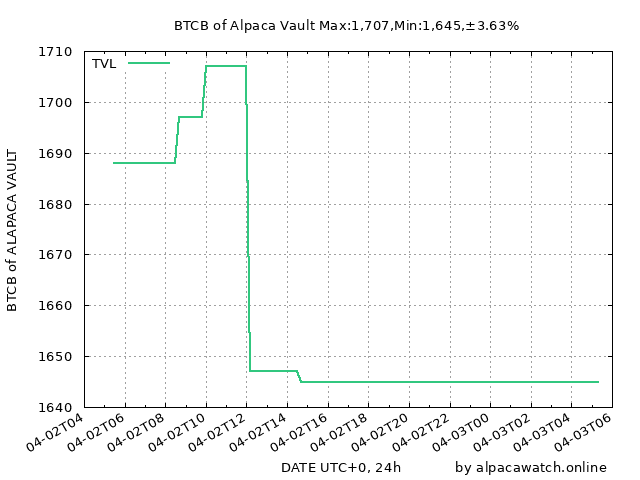 BTCB of Alpaca Vault Max:1,707,Min:1,645,±3.63%
TVL
BTCB of ALAPACA VAULT
1710
1700
1690
1680
1670
1660
1650
1640
04-02T04
04-02T06
04-02T08
04-02T10
04-02T12
04-02T14
04-02T16
04-02T18
04-02T20
04-02T22
04-03T00
04-03T02
04-03T04
04-03T06
DATE UTC+0, 24h
by alpacawatch.online